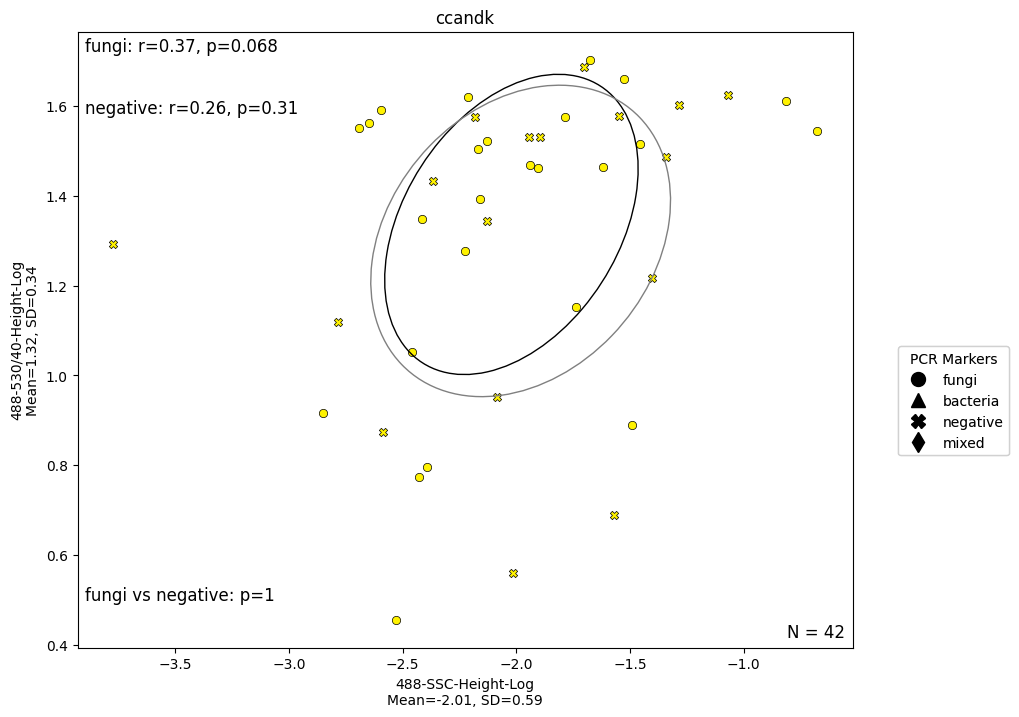 ccandk
fungi: r=0.37, p=0.068
negative: r=0.26, p=0.31
fungi vs negative: p=1
N = 42
488-530/40-Height-Log
Mean=1.32, SD=0.34
1.6
1.4
1.2
1.0
0.8
0.6
0.4
−3.5
−3.0
−2.5
−2.0
−1.5
−1.0
488-SSC-Height-Log
Mean=-2.01, SD=0.59
PCR Markers
fungi
bacteria
negative
mixed